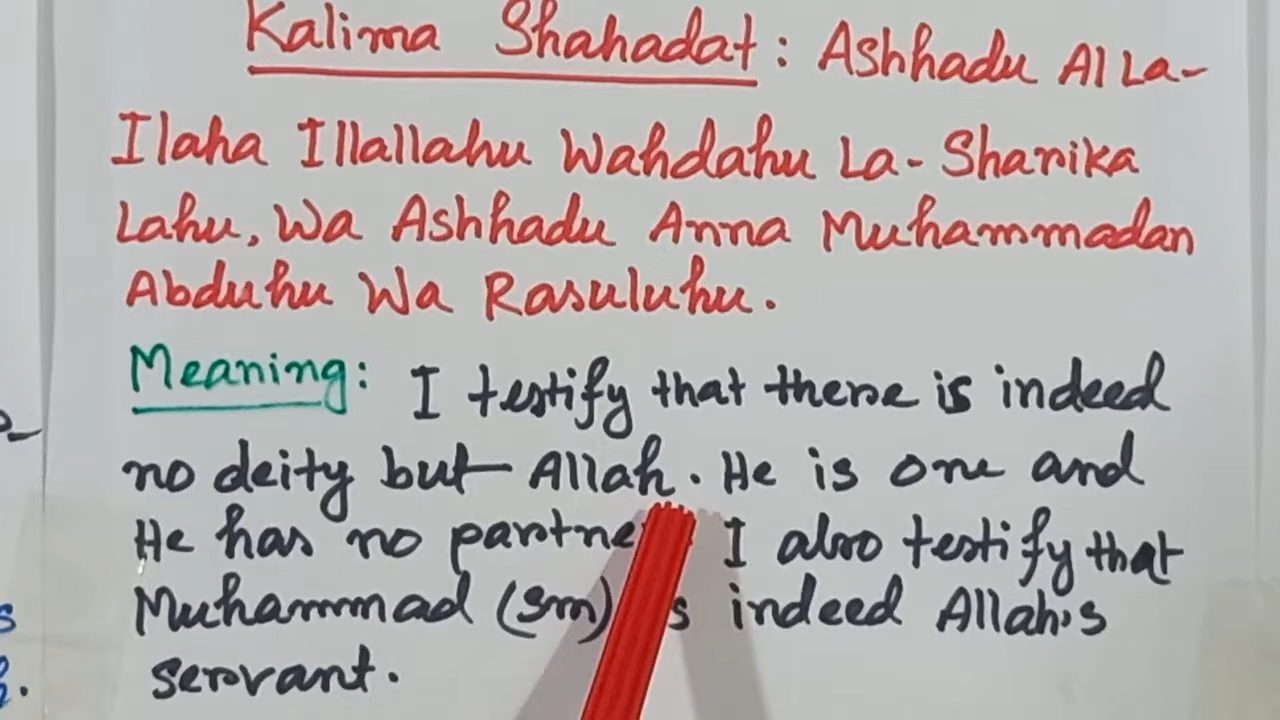 Kalima Shahadat: Ashhadu Al La-
Ilaha Illallahu Wahdahu La-Sharika
Lahu, Wa Ashhadu Anna Muhammadan
Abduhu Wa Rasuluhu.
Meaning: I testify that there is indeed
no deity but Allah. He is one and
He has no partne I also testify that
Muhammad (sm) s indeed Allah's
servant.